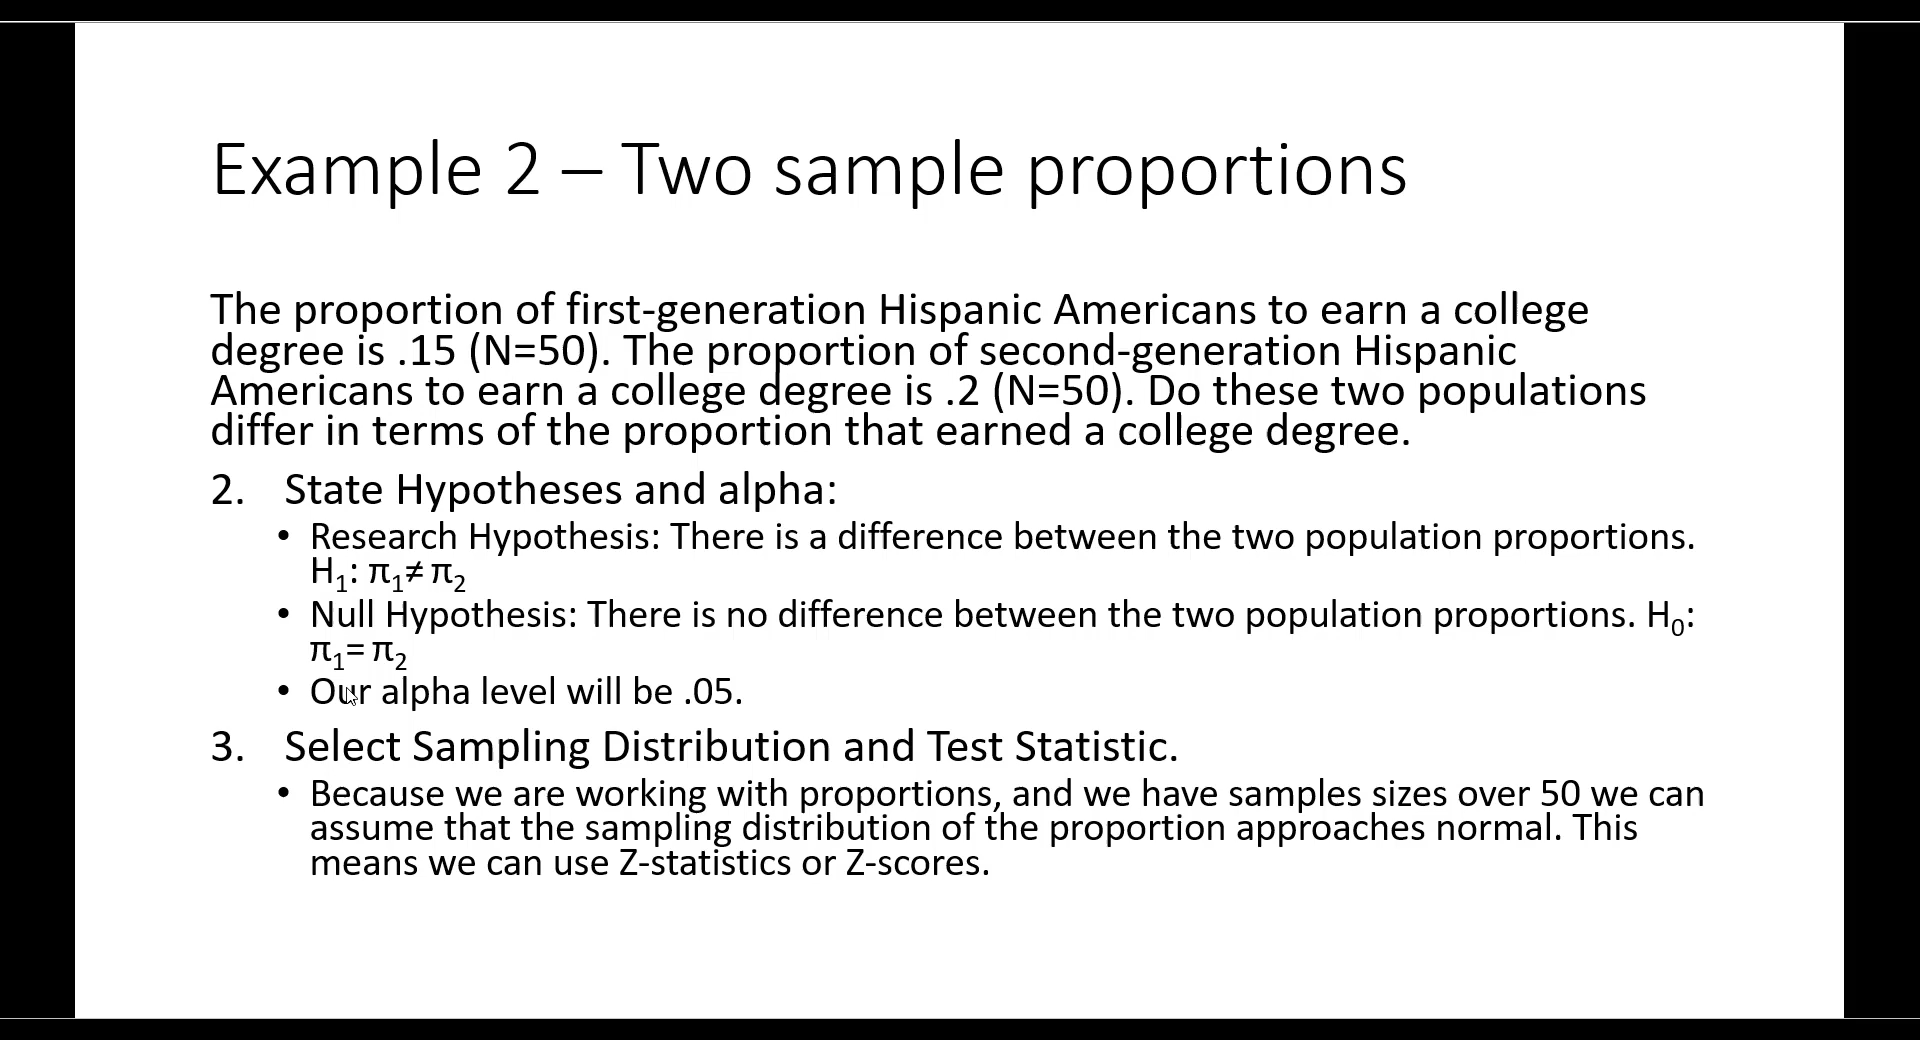 Example 2 – Two sample proportions
The proportion of first-generation Hispanic Americans to earn a college
degree is .15 (N=50). The proportion of second-generation Hispanic
Americans to earn a college degree is .2 (N=50). Do these two populations
differ in terms of the proportion that earned a college degree.
2. State Hypotheses and alpha:
• Research Hypothesis: There is a difference between the two population proportions.
H₁: π₁≠ π₂
• Null Hypothesis: There is no difference between the two population proportions. H₀:
π₁= π₂
• Our alpha level will be .05.
3. Select Sampling Distribution and Test Statistic.
• Because we are working with proportions, and we have samples sizes over 50 we can
assume that the sampling distribution of the proportion approaches normal. This
means we can use Z-statistics or Z-scores.